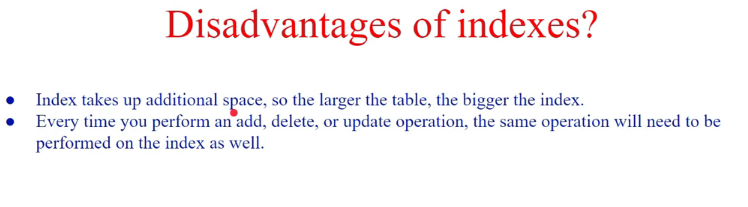 Disadvantages of indexes?
● Index takes up additional space, so the larger the table, the bigger the index.
● Every time you perform an add, delete, or update operation, the same operation will need to be
performed on the index as well.